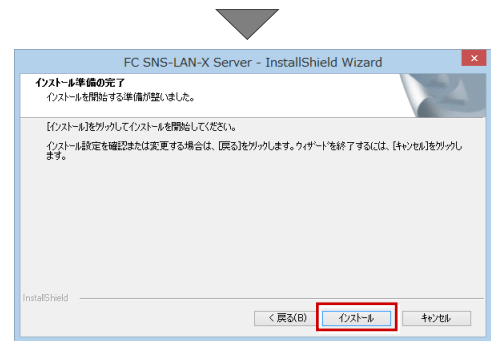 FC SNS-LAN-X Server - InstallShield Wizard
インストール準備の完了
インストールを開始する準備が整いました。
[インストール]をクリックしてインストールを開始してください。
インストール設定を確認または変更する場合は、[戻る]をクリックします。ウィザードを終了するには、[キャンセル]をクリックし
ます。
InstallShield
< 戻る(B)
インストール
キャンセル